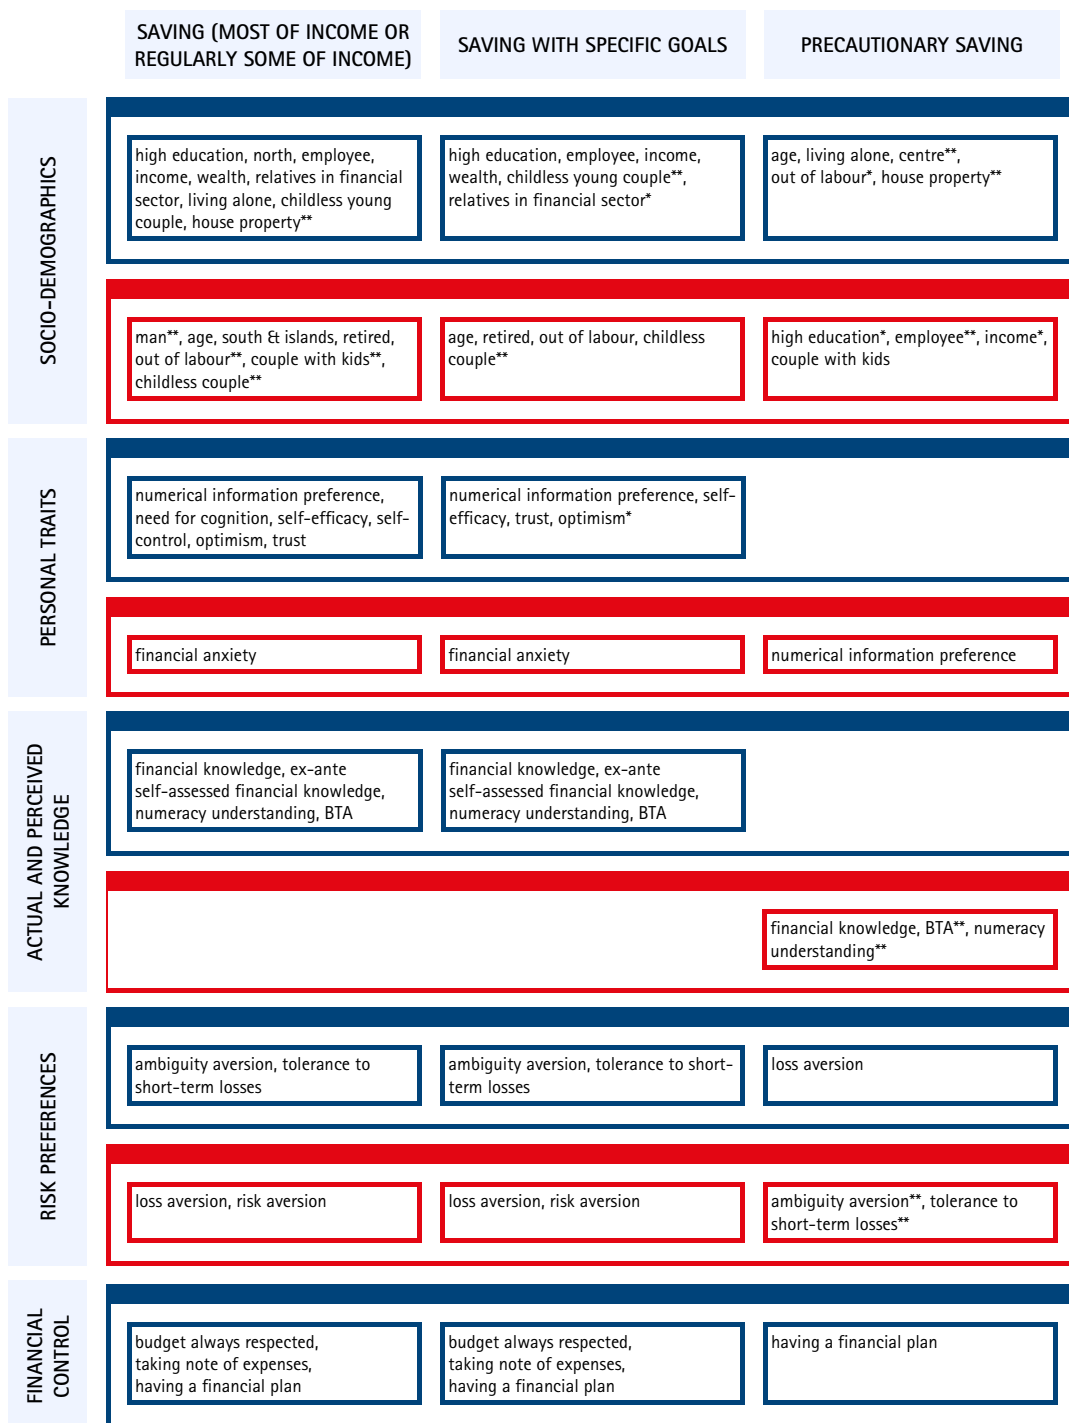 SAVING (MOST OF INCOME OR
REGULARLY SOME OF INCOME)
SAVING WITH SPECIFIC GOALS
PRECAUTIONARY SAVING
SOCIO-DEMOGRAPHICS
high education, north, employee,
income, wealth, relatives in financial
sector, living alone, childless young
couple, house property**
high education, employee, income,
wealth, childless young couple**,
relatives in financial sector*
age, living alone, centre**,
out of labour*, house property**
man**, age, south & islands, retired,
out of labour**, couple with kids**,
childless couple**
age, retired, out of labour, childless
couple**
high education*, employee**, income*,
couple with kids
PERSONAL TRAITS
numerical information preference,
need for cognition, self-efficacy, self-
control, optimism, trust
numerical information preference, self-
efficacy, trust, optimism*
financial anxiety
financial anxiety
numerical information preference
ACTUAL AND PERCEIVED
KNOWLEDGE
financial knowledge, ex-ante
self-assessed financial knowledge,
numeracy understanding, BTA
financial knowledge, ex-ante
self-assessed financial knowledge,
numeracy understanding, BTA
financial knowledge, BTA**, numeracy
understanding**
RISK PREFERENCES
ambiguity aversion, tolerance to
short-term losses
ambiguity aversion, tolerance to short-
term losses
loss aversion
loss aversion, risk aversion
loss aversion, risk aversion
ambiguity aversion**, tolerance to
short-term losses**
FINANCIAL
CONTROL
budget always respected,
taking note of expenses,
having a financial plan
budget always respected,
taking note of expenses,
having a financial plan
having a financial plan